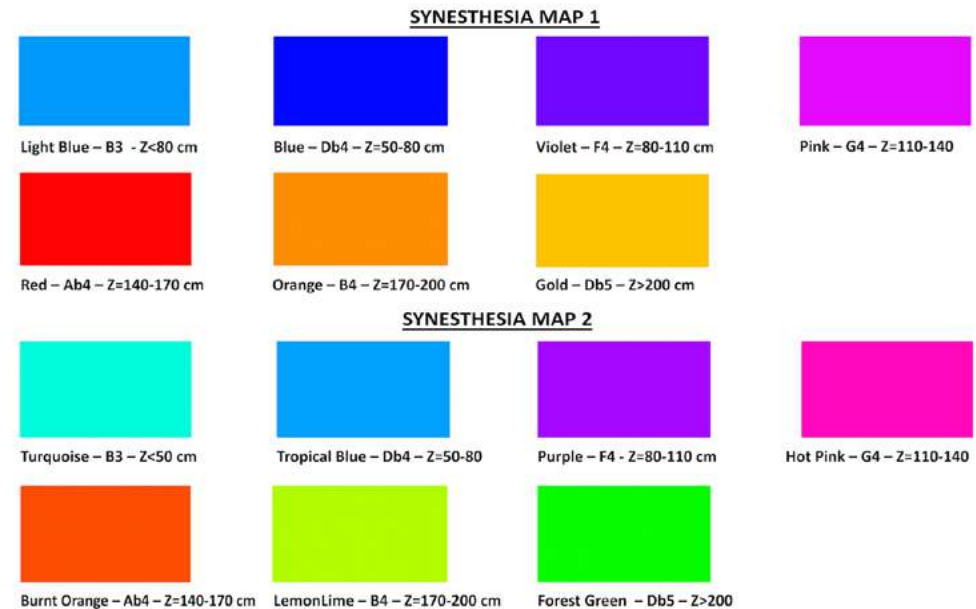 SYNESTHESIA MAP 1
Light Blue – B3 - Z<80 cm
Blue – Db4 – Z=50-80 cm
Violet – F4 – Z=80-110 cm
Pink – G4 – Z=110-140
Red – Ab4 – Z=140-170 cm
Orange – B4 – Z=170-200 cm
Gold – Db5 – Z>200 cm
SYNESTHESIA MAP 2
Turquoise – B3 – Z<50 cm
Tropical Blue – Db4 – Z=50-80
Purple – F4 - Z=80-110 cm
Hot Pink – G4 – Z=110-140
Burnt Orange – Ab4 – Z=140-170 cm
LemonLime – B4 – Z=170-200 cm
Forest Green – Db5 – Z>200